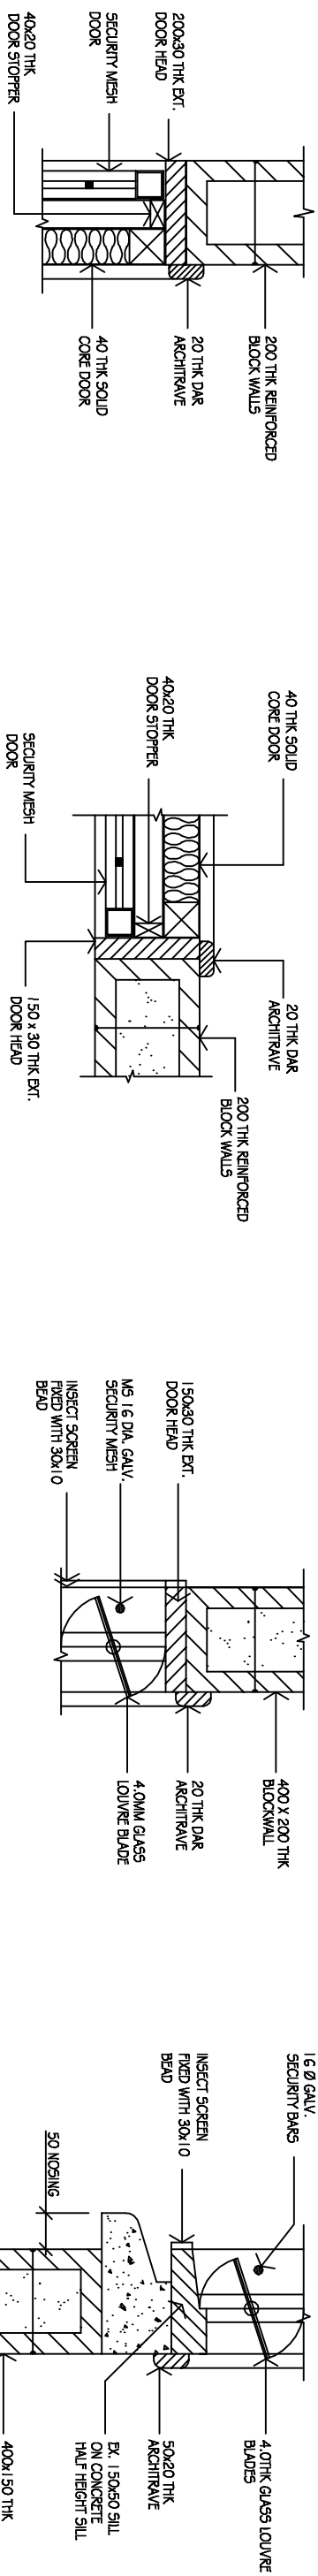 200x30 THK EXT.
DOOR HEAD
SECURITY MESH
DOOR
40x20 THK
DOOR STOPPER
200 THK REINFORCED
BLOCK WALLS
20 THK DAR
ARCHITRAVE
40 THK SOLID
CORE DOOR
40 THK SOLID
CORE DOOR
40x20 THK
DOOR STOPPER
SECURITY MESH
DOOR
20 THK DAR
ARCHITRAVE
200 THK REINFORCED
BLOCK WALLS
150 x 30 THK EXT.
DOOR HEAD
150x30 THK EXT.
DOOR HEAD
MS 16 DIA. GALV.
SECURITY MESH
INSECT SCREEN
FIXED WITH 30x10
BEAD
400 X 200 THK
BLOCKWALL
20 THK DAR
ARCHITRAVE
4.0MM GLASS
LOUVRE BLADE
16 Ø GALV.
SECURITY BARS
INSECT SCREEN
FIXED WITH 30x10
BEAD
50 NOSING
4.0THK GLASS LOUVRE
BLADES
50x20 THK
ARCHITRAVE
EX. 150x50 SILL
ON CONCRETE
HALF HEIGHT SILL
400x150 THK